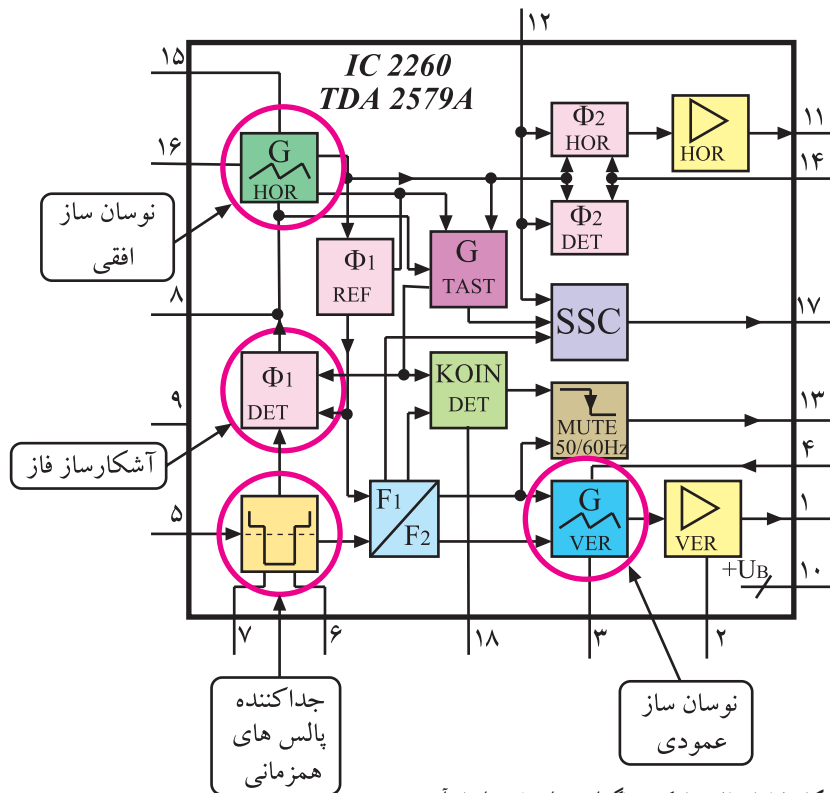 ۱۲
۱۵
IC 2260
TDA 2579A
Φ2
HOR
HOR
۱۱
۱۴
۱۶
G
HOR
نوسان ساز
افقی
Φ1
REF
G
TAST
Φ2
DET
۸
SSC
۱۷
Φ1
DET
KOIN
DET
MUTE
50/60Hz
۱۳
۹
آشکارساز فاز
۴
۵
F1
F2
G
VER
VER
۱
+UB
۱۰
۷
۶
۱۸
۳
۲
جداکننده
پالس های
همزمانی
نوسان ساز
عمودی